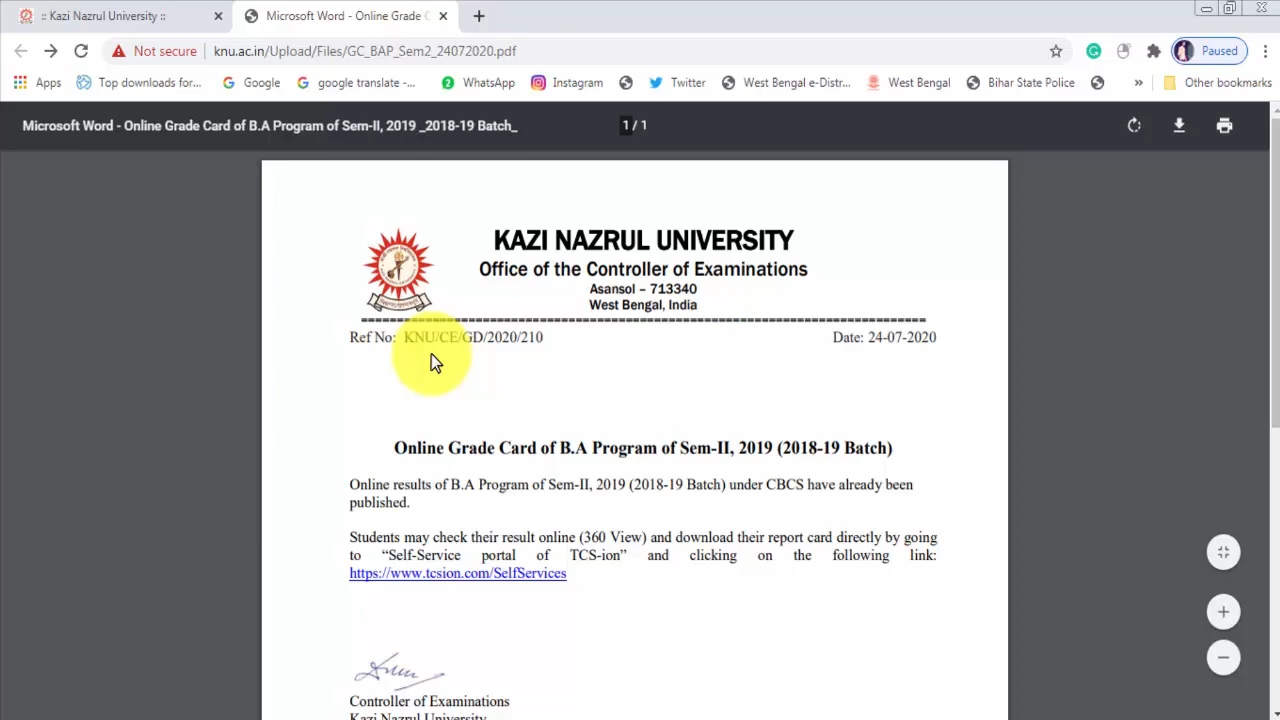 :: Kazi Nazrul University ::
Microsoft Word - Online Grade C
Not secure
knu.ac.in/Upload/Files/GC_BAP_Sem2_24072020.pdf
Paused
Apps
Top downloads for...
Google
google translate -...
WhatsApp
Instagram
Twitter
West Bengal e-Distr...
West Bengal
Bihar State Police
»
Other bookmarks
Microsoft Word - Online Grade Card of B.A Program of Sem-II, 2019 _2018-19 Batch_
1 / 1
KAZI NAZRUL UNIVERSITY
Office of the Controller of Examinations
Asansol – 713340
West Bengal, India
Ref No: KNU/CE/GD/2020/210
Date: 24-07-2020
Online Grade Card of B.A Program of Sem-II, 2019 (2018-19 Batch)
Online results of B.A Program of Sem-II, 2019 (2018-19 Batch) under CBCS have already been
published.
Students may check their result online (360 View) and download their report card directly by going
to “Self-Service portal of TCS-ion” and clicking on the following link:
https://www.tcsion.com/SelfServices
Controller of Examinations
Kazi Nazrul University